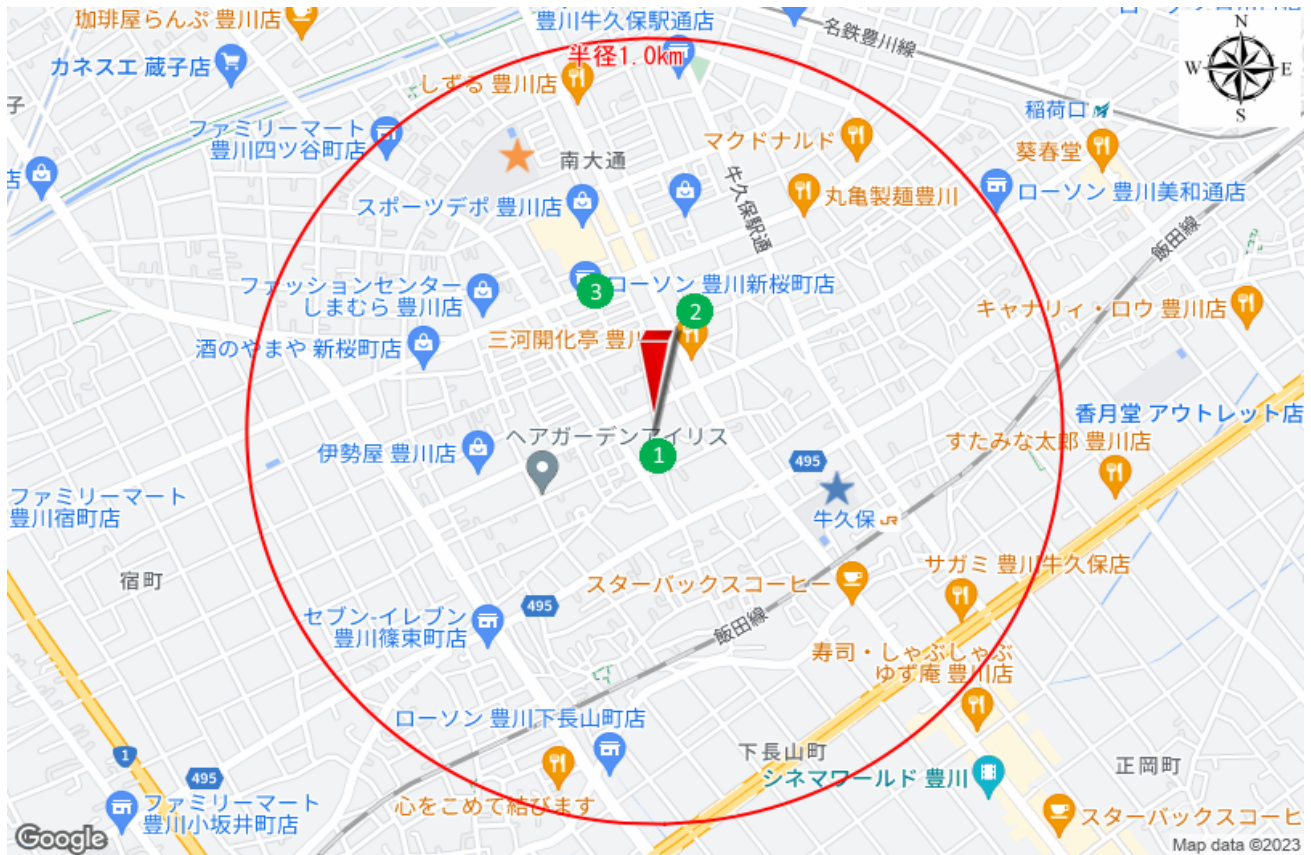 珈琲屋らんぷ 豊川店
豊川牛久保駅通店
名鉄豊川線
N
W
E
S
半径1.0km
カネスエ 蔵子店
しずる 豊川店
子
稲荷口
ファミリーマート
豊川四ツ谷町店
南大通
マクドナルド
葵春堂
店
スポーツデポ 豊川店
牛久保駅通
丸亀製麺豊川
ローソン 豊川美和通店
飯田線
ファッションセンター
しまむら 豊川店
3
ローソン 豊川新桜町店
2
キャナリィ・ロウ 豊川店
酒のやまや 新桜町店
三河開化亭 豊川
香月堂 アウトレット店
ヘアガーデンアイリス
すたみな太郎 豊川店
伊勢屋 豊川店
1
495
ファミリーマート
豊川宿町店
牛久保
JR
宿町
スターバックスコーヒー
サガミ 豊川牛久保店
495
セブン-イレブン
豊川篠束町店
飯田線
寿司・しゃぶしゃぶ
ゆず庵 豊川店
ローソン 豊川下長山町店
下長山町
1
495
シネマワールド 豊川
正岡町
ファミリーマート
豊川小坂井町店
心をこめて結びます
スターバックスコーヒ
Google
Map data ©2023